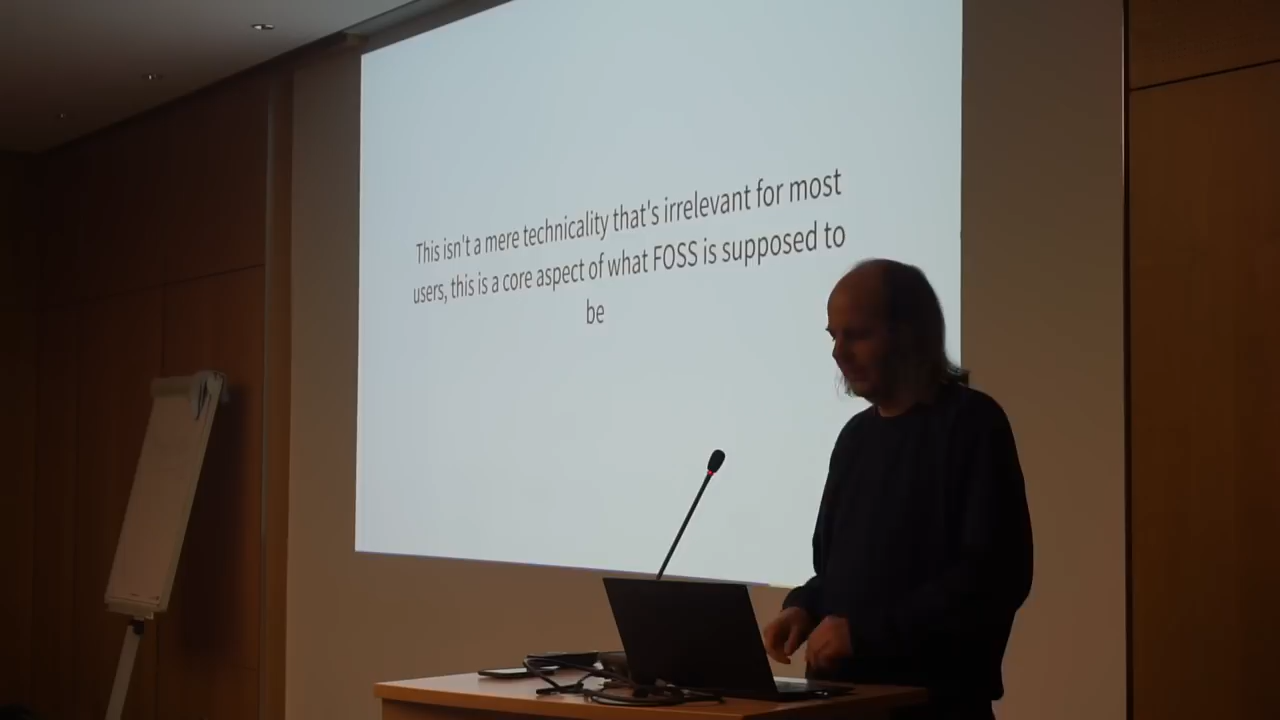 This isn't a mere technicality that's irrelevant for most
users, this is a core aspect of what FOSS is supposed to
be